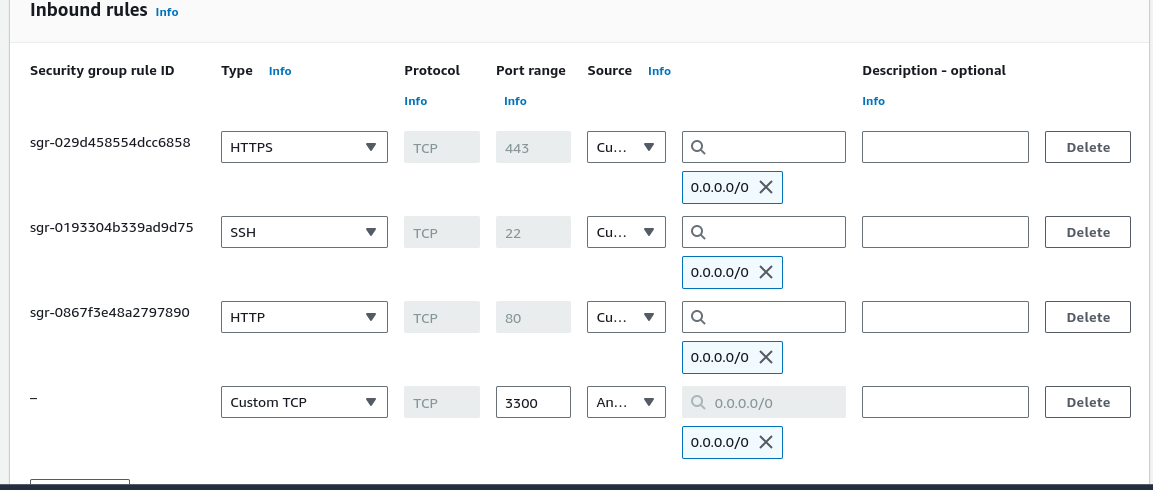 Inbound rules Info
Security group rule ID Type Info Protocol Port range Source Info Description - optional
Info Info Info
sgr-029d458554dcc6858 HTTPS TCP 443 Cu... Delete
0.0.0.0/0
sgr-0193304b339ad9d75 SSH TCP 22 Cu... Delete
0.0.0.0/0
sgr-0867f3e48a2797890 HTTP TCP 80 Cu... Delete
0.0.0.0/0
– Custom TCP TCP 3300 An... 0.0.0.0/0 Delete
0.0.0.0/0